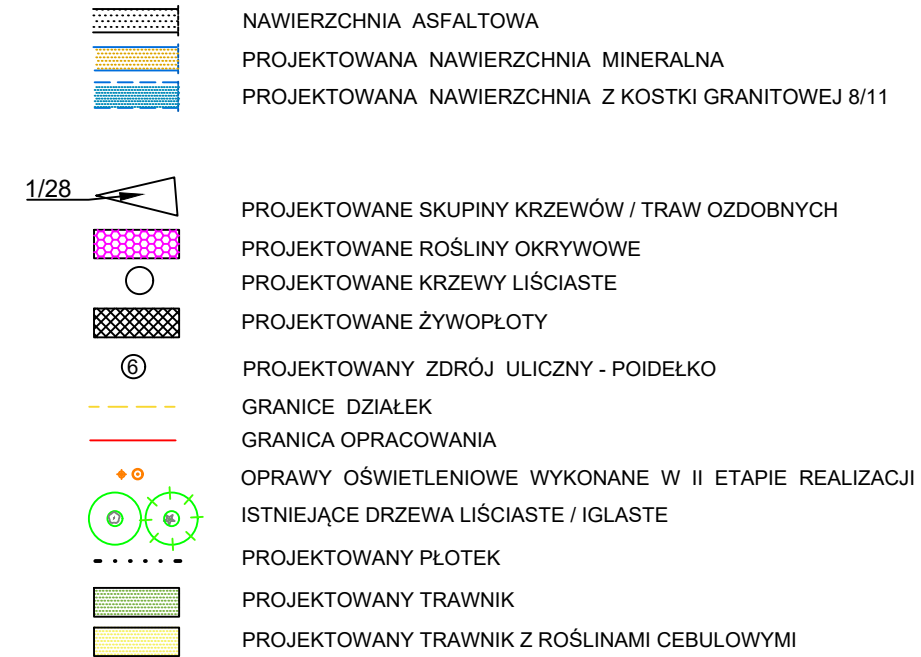 NAWIERZCHNIA ASFALTOWA
PROJEKTOWANA NAWIERZCHNIA MINERALNA
PROJEKTOWANA NAWIERZCHNIA Z KOSTKI GRANITOWEJ 8/11
1/28
PROJEKTOWANE SKUPINY KRZEWÓW / TRAW OZDOBNYCH
PROJEKTOWANE ROŚLINY OKRYWOWE
PROJEKTOWANE KRZEWY LIŚCIASTE
PROJEKTOWANE ŻYWOPŁOTY
6 PROJEKTOWANY ZDRÓJ ULICZNY - POIDEŁKO
GRANICE DZIAŁEK
GRANICA OPRACOWANIA
OPRAWY OŚWIETLENIOWE WYKONANE W II ETAPIE REALIZACJI
ISTNIEJĄCE DRZEWA LIŚCIASTE / IGLASTE
PROJEKTOWANY PŁOTEK
PROJEKTOWANY TRAWNIK
PROJEKTOWANY TRAWNIK Z ROŚLINAMI CEBULOWYMI